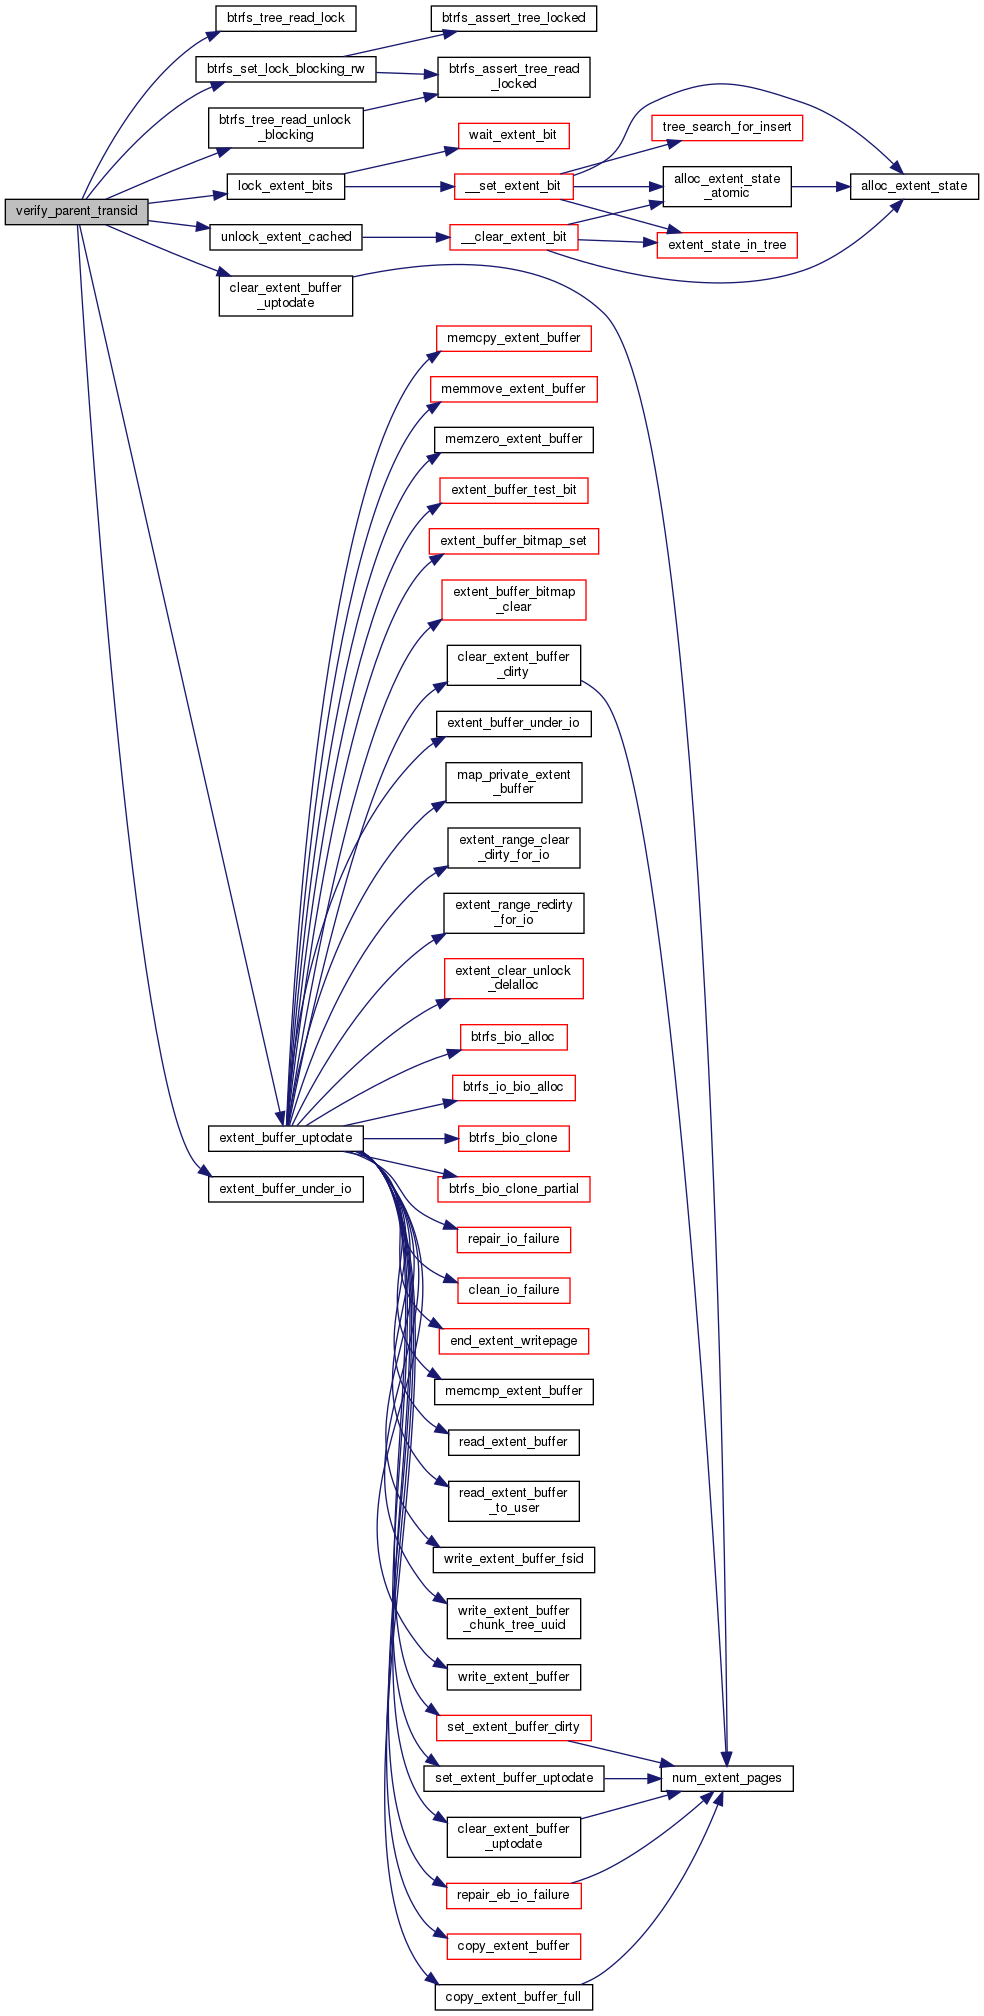 btrfs_tree_read_lock
btrfs_assert_tree_locked
btrfs_set_lock_blocking_rw
btrfs_assert_tree_read
_locked
btrfs_tree_read_unlock
_blocking
wait_extent_bit
tree_search_for_insert
lock_extent_bits
__set_extent_bit
alloc_extent_state
_atomic
alloc_extent_state
verify_parent_transid
unlock_extent_cached
__clear_extent_bit
extent_state_in_tree
clear_extent_buffer
_uptodate
memcpy_extent_buffer
memmove_extent_buffer
memzero_extent_buffer
extent_buffer_test_bit
extent_buffer_bitmap_set
extent_buffer_bitmap
_clear
clear_extent_buffer
_dirty
extent_buffer_under_io
map_private_extent
_buffer
extent_range_clear
_dirty_for_io
extent_range_redirty
_for_io
extent_clear_unlock
_delalloc
btrfs_bio_alloc
btrfs_io_bio_alloc
extent_buffer_uptodate
btrfs_bio_clone
extent_buffer_under_io
btrfs_bio_clone_partial
repair_io_failure
clean_io_failure
end_extent_writepage
memcmp_extent_buffer
read_extent_buffer
read_extent_buffer
_to_user
write_extent_buffer_fsid
write_extent_buffer
_chunk_tree_uuid
write_extent_buffer
set_extent_buffer_dirty
set_extent_buffer_uptodate
num_extent_pages
clear_extent_buffer
_uptodate
repair_eb_io_failure
copy_extent_buffer
copy_extent_buffer_full